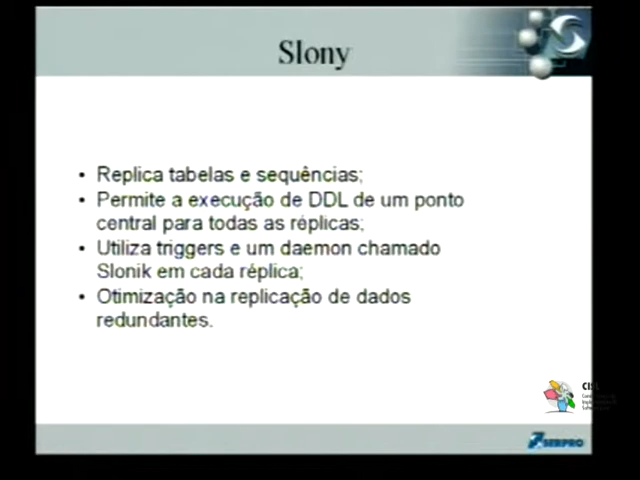 Slony
• Replica tabelas e sequências;
• Permite a execução de DDL de um ponto
central para todas as réplicas;
• Utiliza triggers e um daemon chamado
Slonik em cada réplica;
• Otimização na replicação de dados
redundantes.
SERPRO